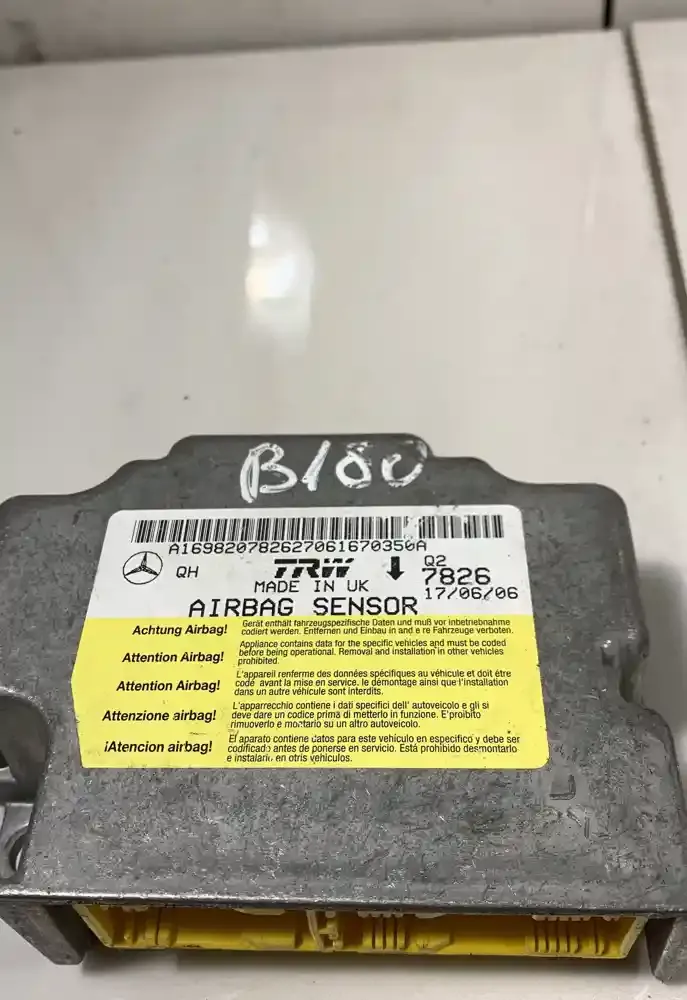 B180
A169820782627061670350A
QH
TRW
Q2
MADE IN UK
7826
AIRBAG SENSOR
17/06/06
Achtung Airbag!
Gerät enthält fahrzeugspezifische Daten und muß vor inbetriebnahme
codiert werden. Entfernen und Einbau in and e re Fahrzeuge verboten.
Attention Airbag!
Appliance contains data for the specific vehicles and must be coded
before being operational. Removal and installation in other vehicles
prohibited.
Attention Airbag!
L'appareil renferme des données spécifiques au véhicule et doit être
codé avant la mise en service. le démontage ainsi que l'installation
dans un autre véhicule sont interdits.
Attenzione airbag!
L'apparecchio contiene i dati specifici dell' autoveicolo e gli si
deve dare un codice prima di metterlo in funzione. E'proibito
rimuoverlo e montarlo su un altro autoveicolo.
¡Atencion airbag!
El aparato contiene datos para este vehículo en especifico y debe ser
codificado antes de ponerse en servicio. Está prohibido desmontarlo
e instalarlo en otris vehiculos.